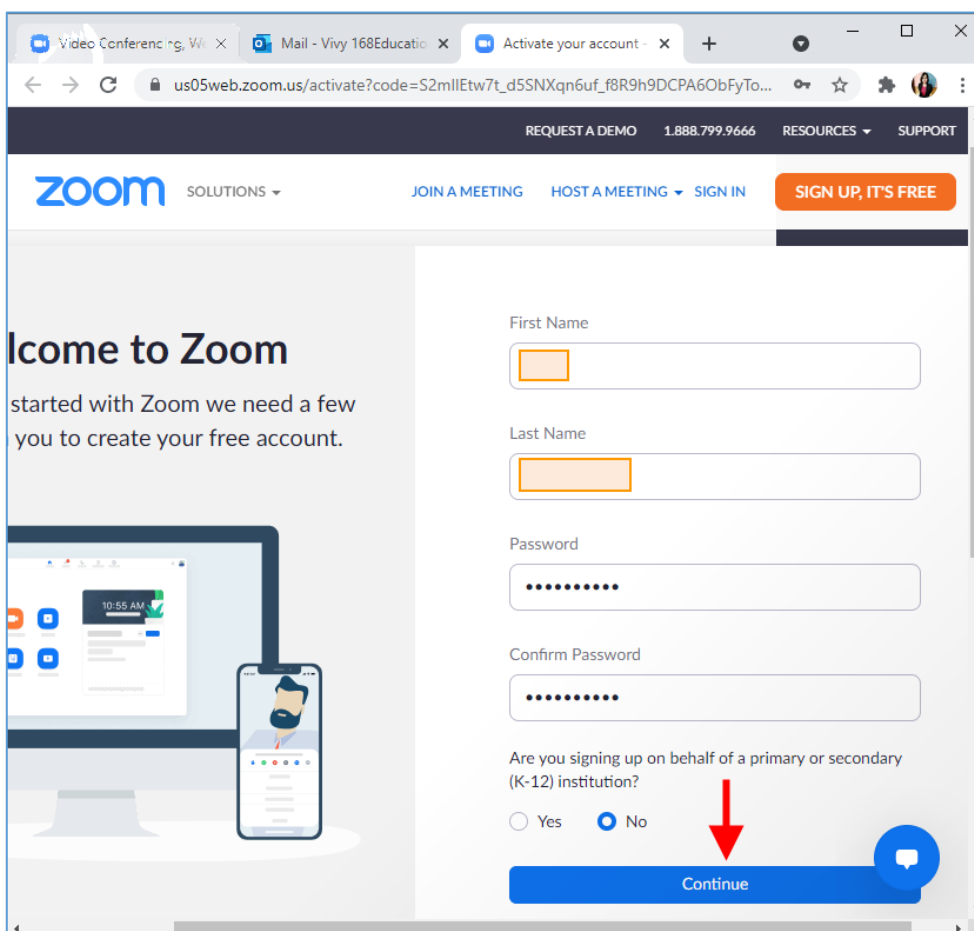 Video Conferencing, W
Mail - Vivy 168Educatio
Activate your account -
us05web.zoom.us/activate?code=S2mllEtw7t_d5SNXqn6uf_f8R9h9DCPA6ObFyTo...
REQUEST A DEMO 1.888.799.9666 RESOURCES SUPPORT
zoom SOLUTIONS JOIN A MEETING HOST A MEETING SIGN IN SIGN UP, IT'S FREE
lcome to Zoom
started with Zoom we need a few
you to create your free account.
10:55 AM
First Name
Last Name
Password
••••••••••
Confirm Password
••••••••••
Are you signing up on behalf of a primary or secondary
(K-12) institution?
Yes No
Continue